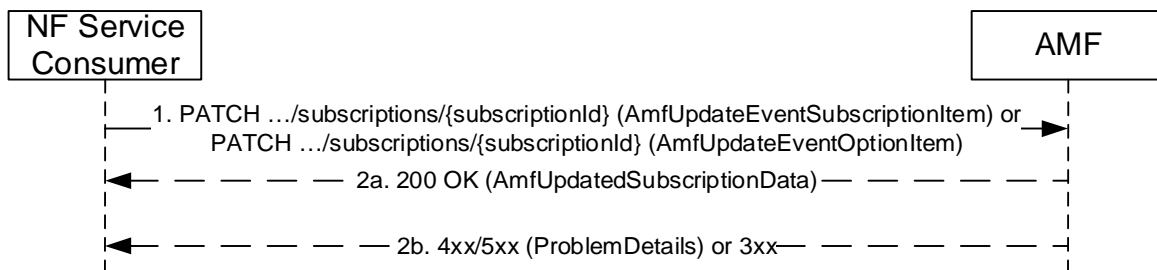 NF Service
Consumer
AMF
1. PATCH …/subscriptions/{subscriptionId} (AmfUpdateEventSubscriptionItem) or
PATCH …/subscriptions/{subscriptionId} (AmfUpdateEventOptionItem)
2a. 200 OK (AmfUpdatedSubscriptionData)
2b. 4xx/5xx (ProblemDetails) or 3xx